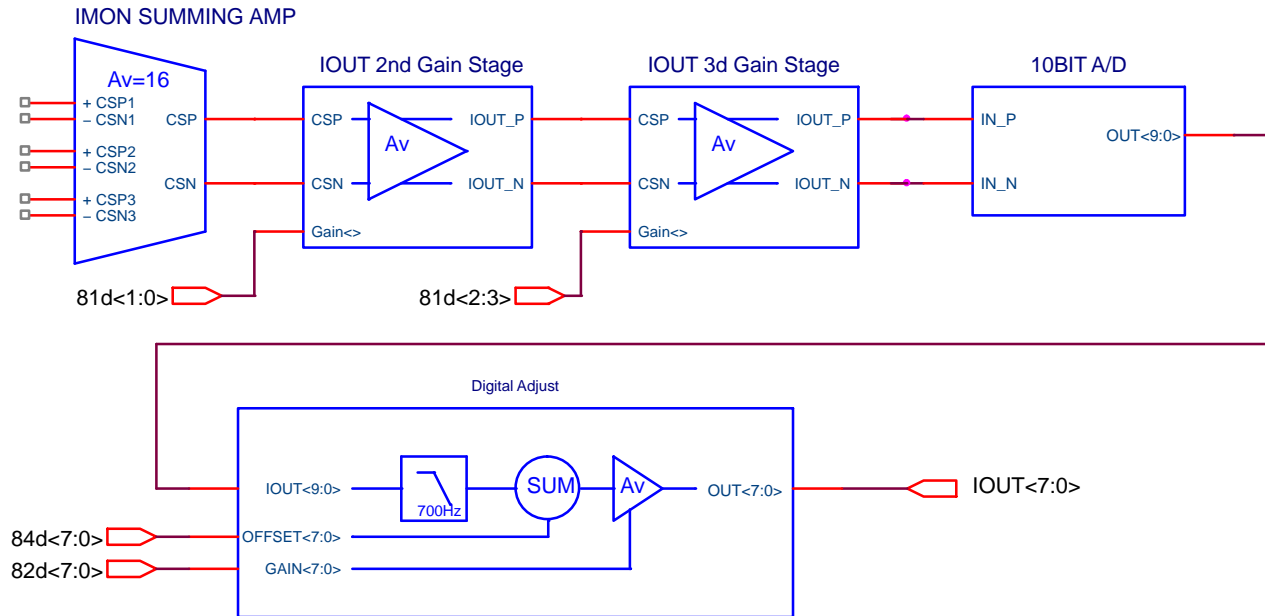 IMON SUMMING AMP
Av=16
+ CSP1
− CSN1
+ CSP2
− CSN2
+ CSP3
− CSN3
CSP
CSN
IOUT 2nd Gain Stage
CSP
Av
IOUT_P
CSN
IOUT_N
Gain<>
81d<1:0>
IOUT 3d Gain Stage
CSP
Av
IOUT_P
CSN
IOUT_N
Gain<>
81d<2:3>
10BIT A/D
IN_P
OUT<9:0>
IN_N
Digital Adjust
IOUT<9:0>
700Hz
SUM
Av
OUT<7:0>
IOUT<7:0>
84d<7:0>
OFFSET<7:0>
82d<7:0>
GAIN<7:0>